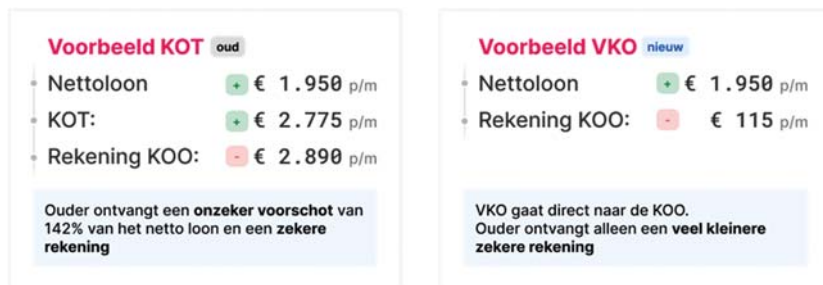 Voorbeeld KOT oud
Nettoloon + € 1.950 p/m
KOT: + € 2.775 p/m
Rekening KOO: - € 2.890 p/m
Ouder ontvangt een onzeker voorschot van
142% van het netto loon en een zekere
rekening
Voorbeeld VKO nieuw
Nettoloon + € 1.950 p/m
Rekening KOO: - € 115 p/m
VKO gaat direct naar de KOO.
Ouder ontvangt alleen een veel kleinere
zekere rekening